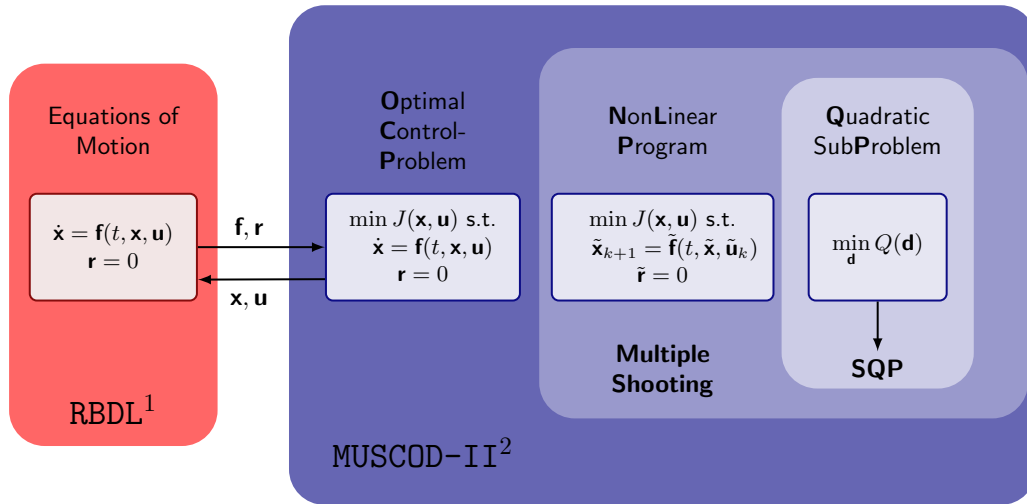 Equations of
Motion
ẋ = f(t, x, u)
r = 0
RBDL¹
f, r
x, u
Optimal
Control-
Problem
min J(x, u) s.t.
ẋ = f(t, x, u)
r = 0
NonLinear
Program
min J(x, u) s.t.
x̃ₖ₊₁ = f̃(t, x̃, ũₖ)
r̃ = 0
Multiple
Shooting
Quadratic
SubProblem
min Q(d)
d
SQP
MUSCOD-II²